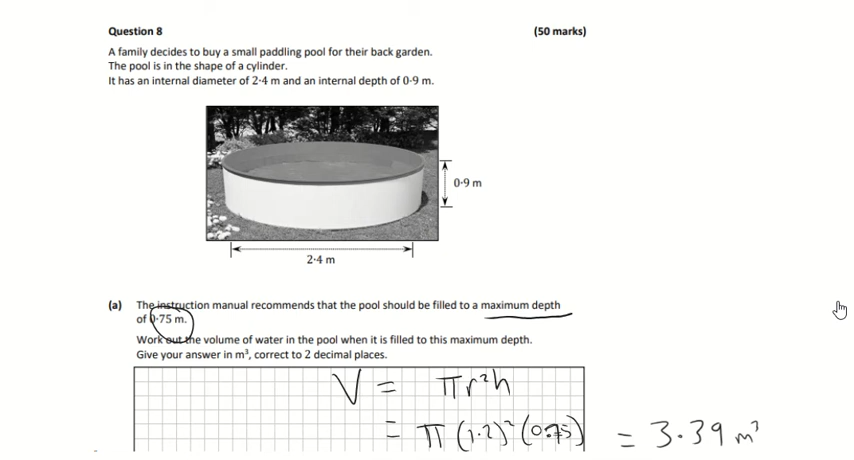 Question 8 (50 marks)
A family decides to buy a small paddling pool for their back garden.
The pool is in the shape of a cylinder.
It has an internal diameter of 2·4 m and an internal depth of 0·9 m.
0·9 m
2·4 m
(a) The instruction manual recommends that the pool should be filled to a maximum depth
of 0·75 m.
Work out the volume of water in the pool when it is filled to this maximum depth.
Give your answer in m³, correct to 2 decimal places.
V = πr²h
= π(1.2)²(0.75) = 3.39 m³